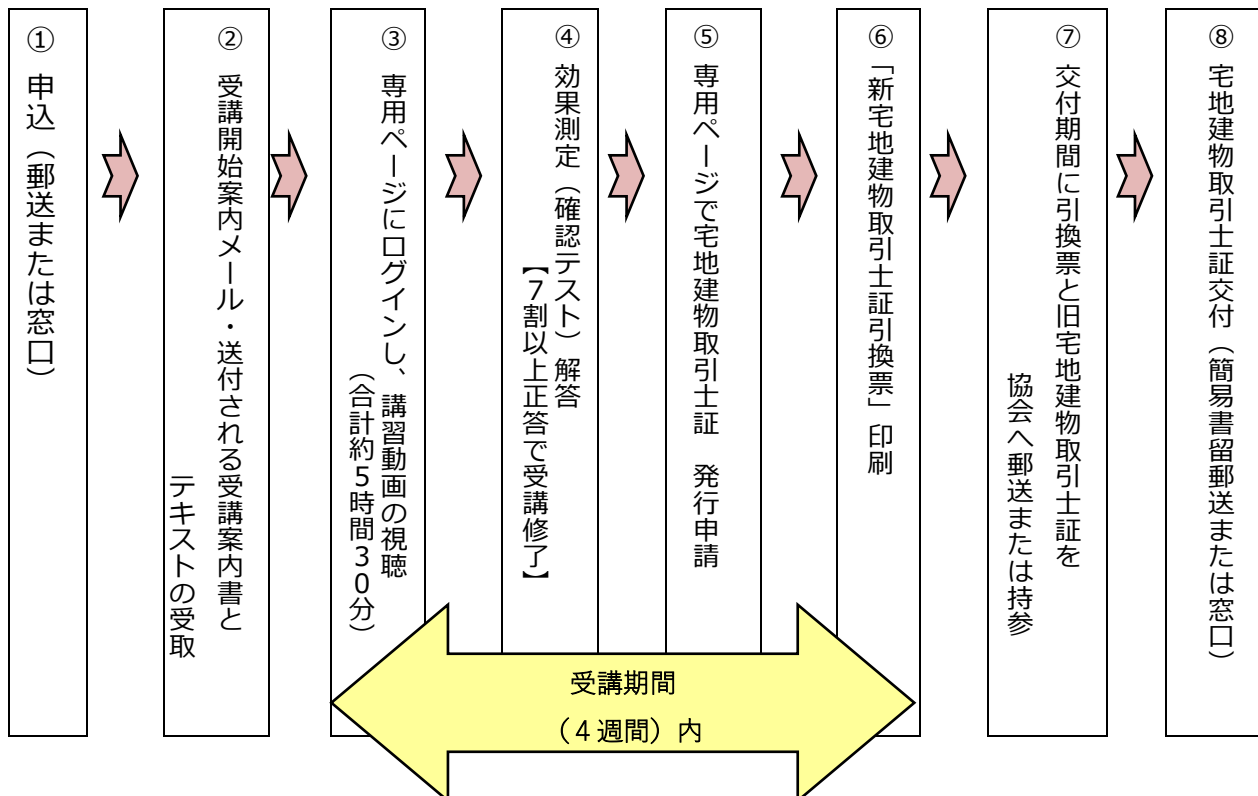 ① 申込（郵送または窓口）
② 受講開始案内メール・送付される受講案内書と
テキストの受取
③ 専用ページにログインし、講習動画の視聴
（合計約５時間３０分）
④ 効果測定（確認テスト）解答
【７割以上正答で受講修了】
⑤ 専用ページで宅地建物取引士証 発行申請
⑥ 「新宅地建物取引士証引換票」印刷
⑦ 交付期間に引換票と旧宅地建物取引士証を
協会へ郵送または持参
⑧ 宅地建物取引士証交付（簡易書留郵送または窓口）
受講期間
（４週間）内